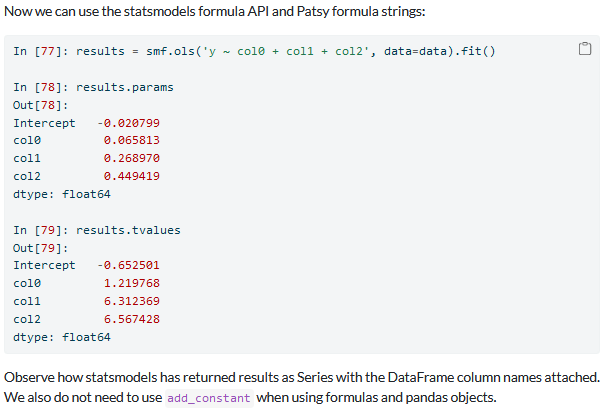 Now we can use the statsmodels formula API and Patsy formula strings:
In [77]: results = smf.ols('y ~ col0 + col1 + col2', data=data).fit()
In [78]: results.params
Out[78]:
Intercept   -0.020799
col0         0.065813
col1         0.268970
col2         0.449419
dtype: float64
In [79]: results.tvalues
Out[79]:
Intercept   -0.652501
col0         1.219768
col1         6.312369
col2         6.567428
dtype: float64
Observe how statsmodels has returned results as Series with the DataFrame column names attached.
We also do not need to use add_constant when using formulas and pandas objects.